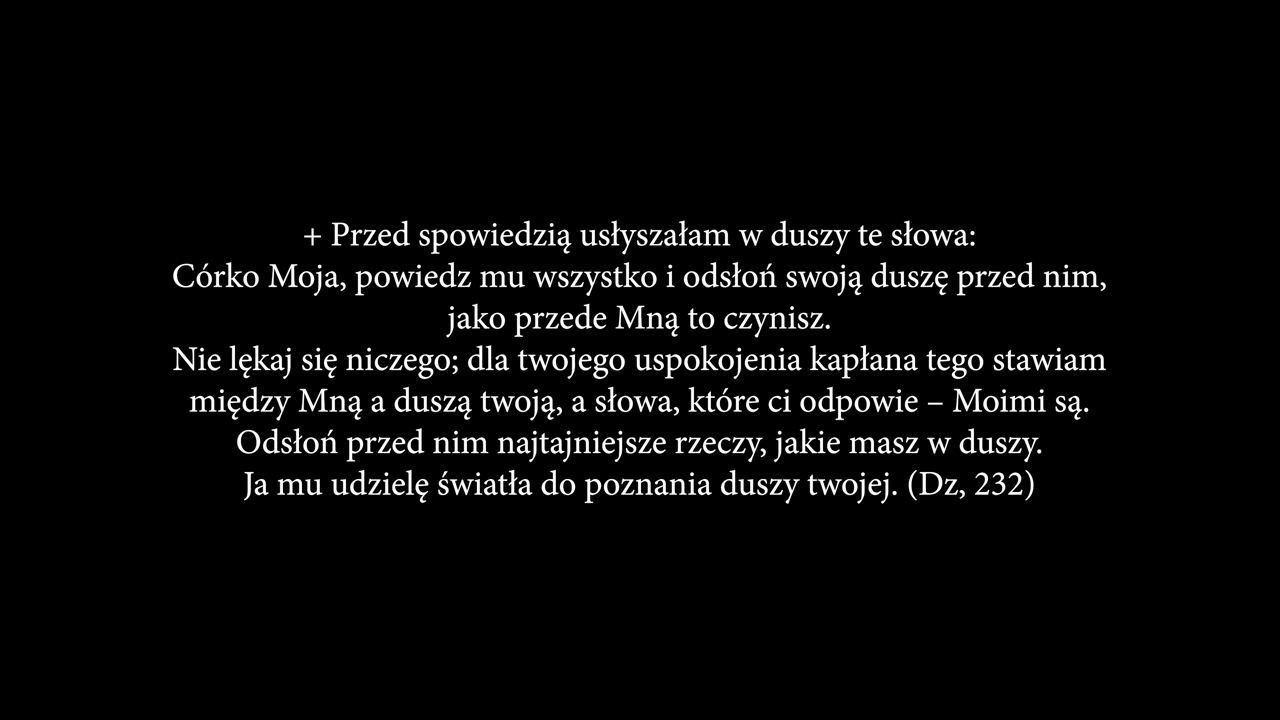 + Przed spowiedzią usłyszałam w duszy te słowa:
Córko Moja, powiedz mu wszystko i odsłoń swoją duszę przed nim,
jako przede Mną to czynisz.
Nie lękaj się niczego; dla twojego uspokojenia kapłana tego stawiam
między Mną a duszą twoją, a słowa, które ci odpowie – Moimi są.
Odsłoń przed nim najtajniejsze rzeczy, jakie masz w duszy.
Ja mu udzielę światła do poznania duszy twojej. (Dz, 232)